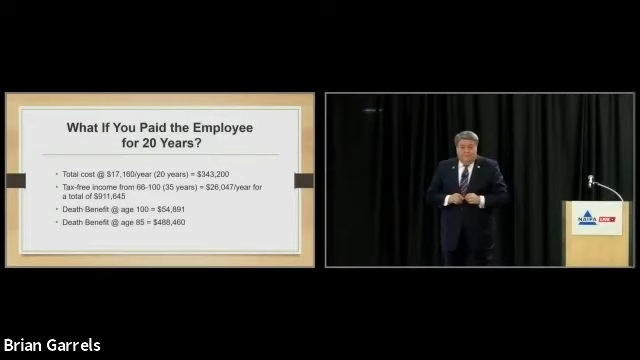 What If You Paid the Employee
for 20 Years?
• Total cost @ $17,160/year (20 years) = $343,200
• Tax-free income from 66-100 (35 years) = $26,047/year for
a total of $911,645
• Death Benefit @ age 100 = $54,891
• Death Benefit @ age 85 = $488,460
NAIFA LIVE
Brian Garrels